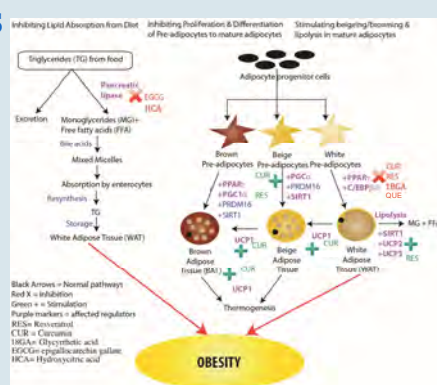 Inhibiting Lipid Absorption from Diet
Triglycerides (TG) from food
Pancreatic
lipase
EGCG
HCA
Excretion
Monoglycerides (MG)+
Free fatty acids (FFA)
Bile acids
Mixed Micelles
Absorption by enterocytes
Resynthesis
TG
Storage
White Adipose Tissue (WAT)
Inhibiting Proliferation & Differentiation
of Pre-adipocytes to mature adipocytes
Stimulating beigering/browning &
lipolysis in mature adipocytes
Adipocyte progenitor cells
Brown
Pre-adipocytes
Beige
Pre-adipocytes
White
Pre-adipocytes
+PPARγ
+PGC1α
+PRDM16
+SIRT1
CUR
RES
+PGCα
+PRDM16
+SIRT1
+PPARγ
+C/EBP
CUR
RES
QUE
Lipolysis
MG + FFA
+SIRT1
+UCP2
+UCP3
RES
UCP1
CUR
UCP1
CUR
Brown
Adipose
Tissue (BAT)
Beige
Adipose
Tissue
White
Adipose
Tissue (WAT)
CUR
UCP1
Thermogenesis
Black Arrows = Normal pathways
Red X = Inhibition
Green + = Stimulation
Purple markers = affected regulators
RES= Resveratrol
CUR = Curcumin
18GA= Glycyrrhetic acid
EGCG= epigallocatechin gallate
HCA= Hydroxycitric acid
OBESITY